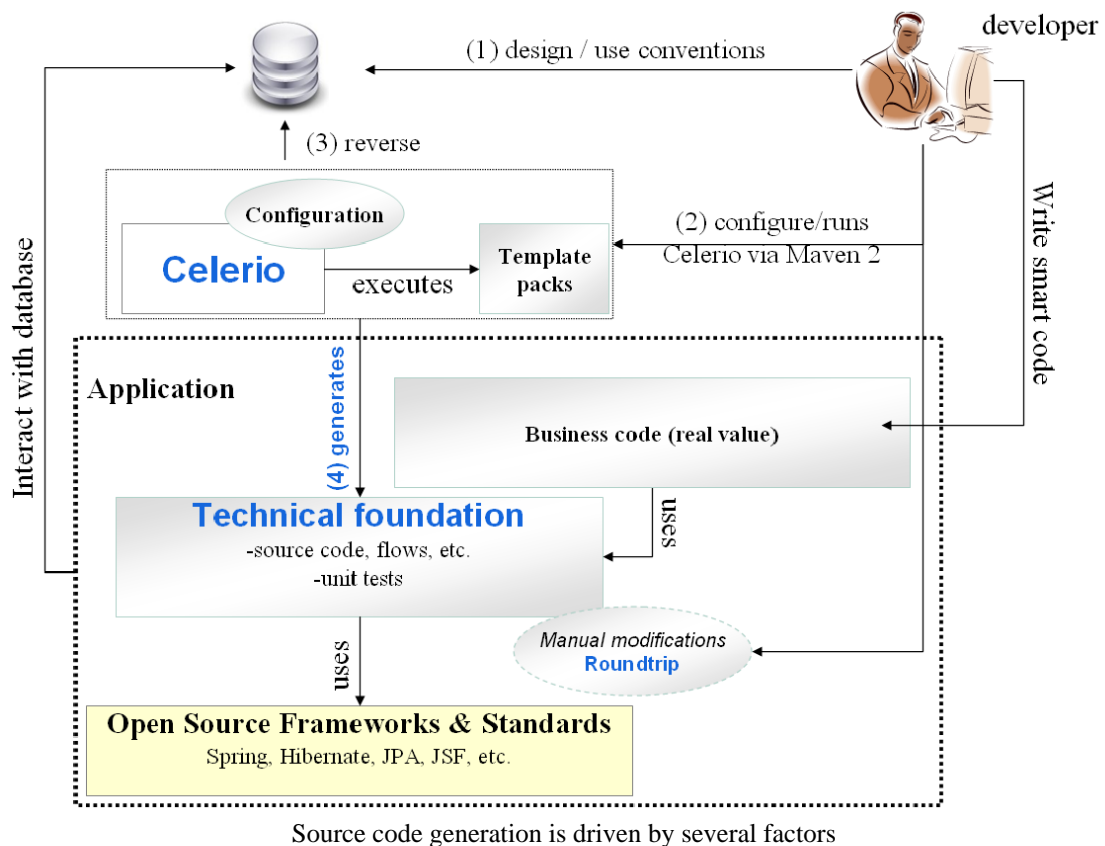 developer
(1) design / use conventions
(3) reverse
Configuration
Celerio
executes
Template
packs
(2) configure/runs
Celerio via Maven 2
Write smart code
Interact with database
Application
(4) generates
Business code (real value)
Technical foundation
-source code, flows, etc.
-unit tests
uses
Manual modifications
Roundtrip
uses
Open Source Frameworks & Standards
Spring, Hibernate, JPA, JSF, etc.
Source code generation is driven by several factors